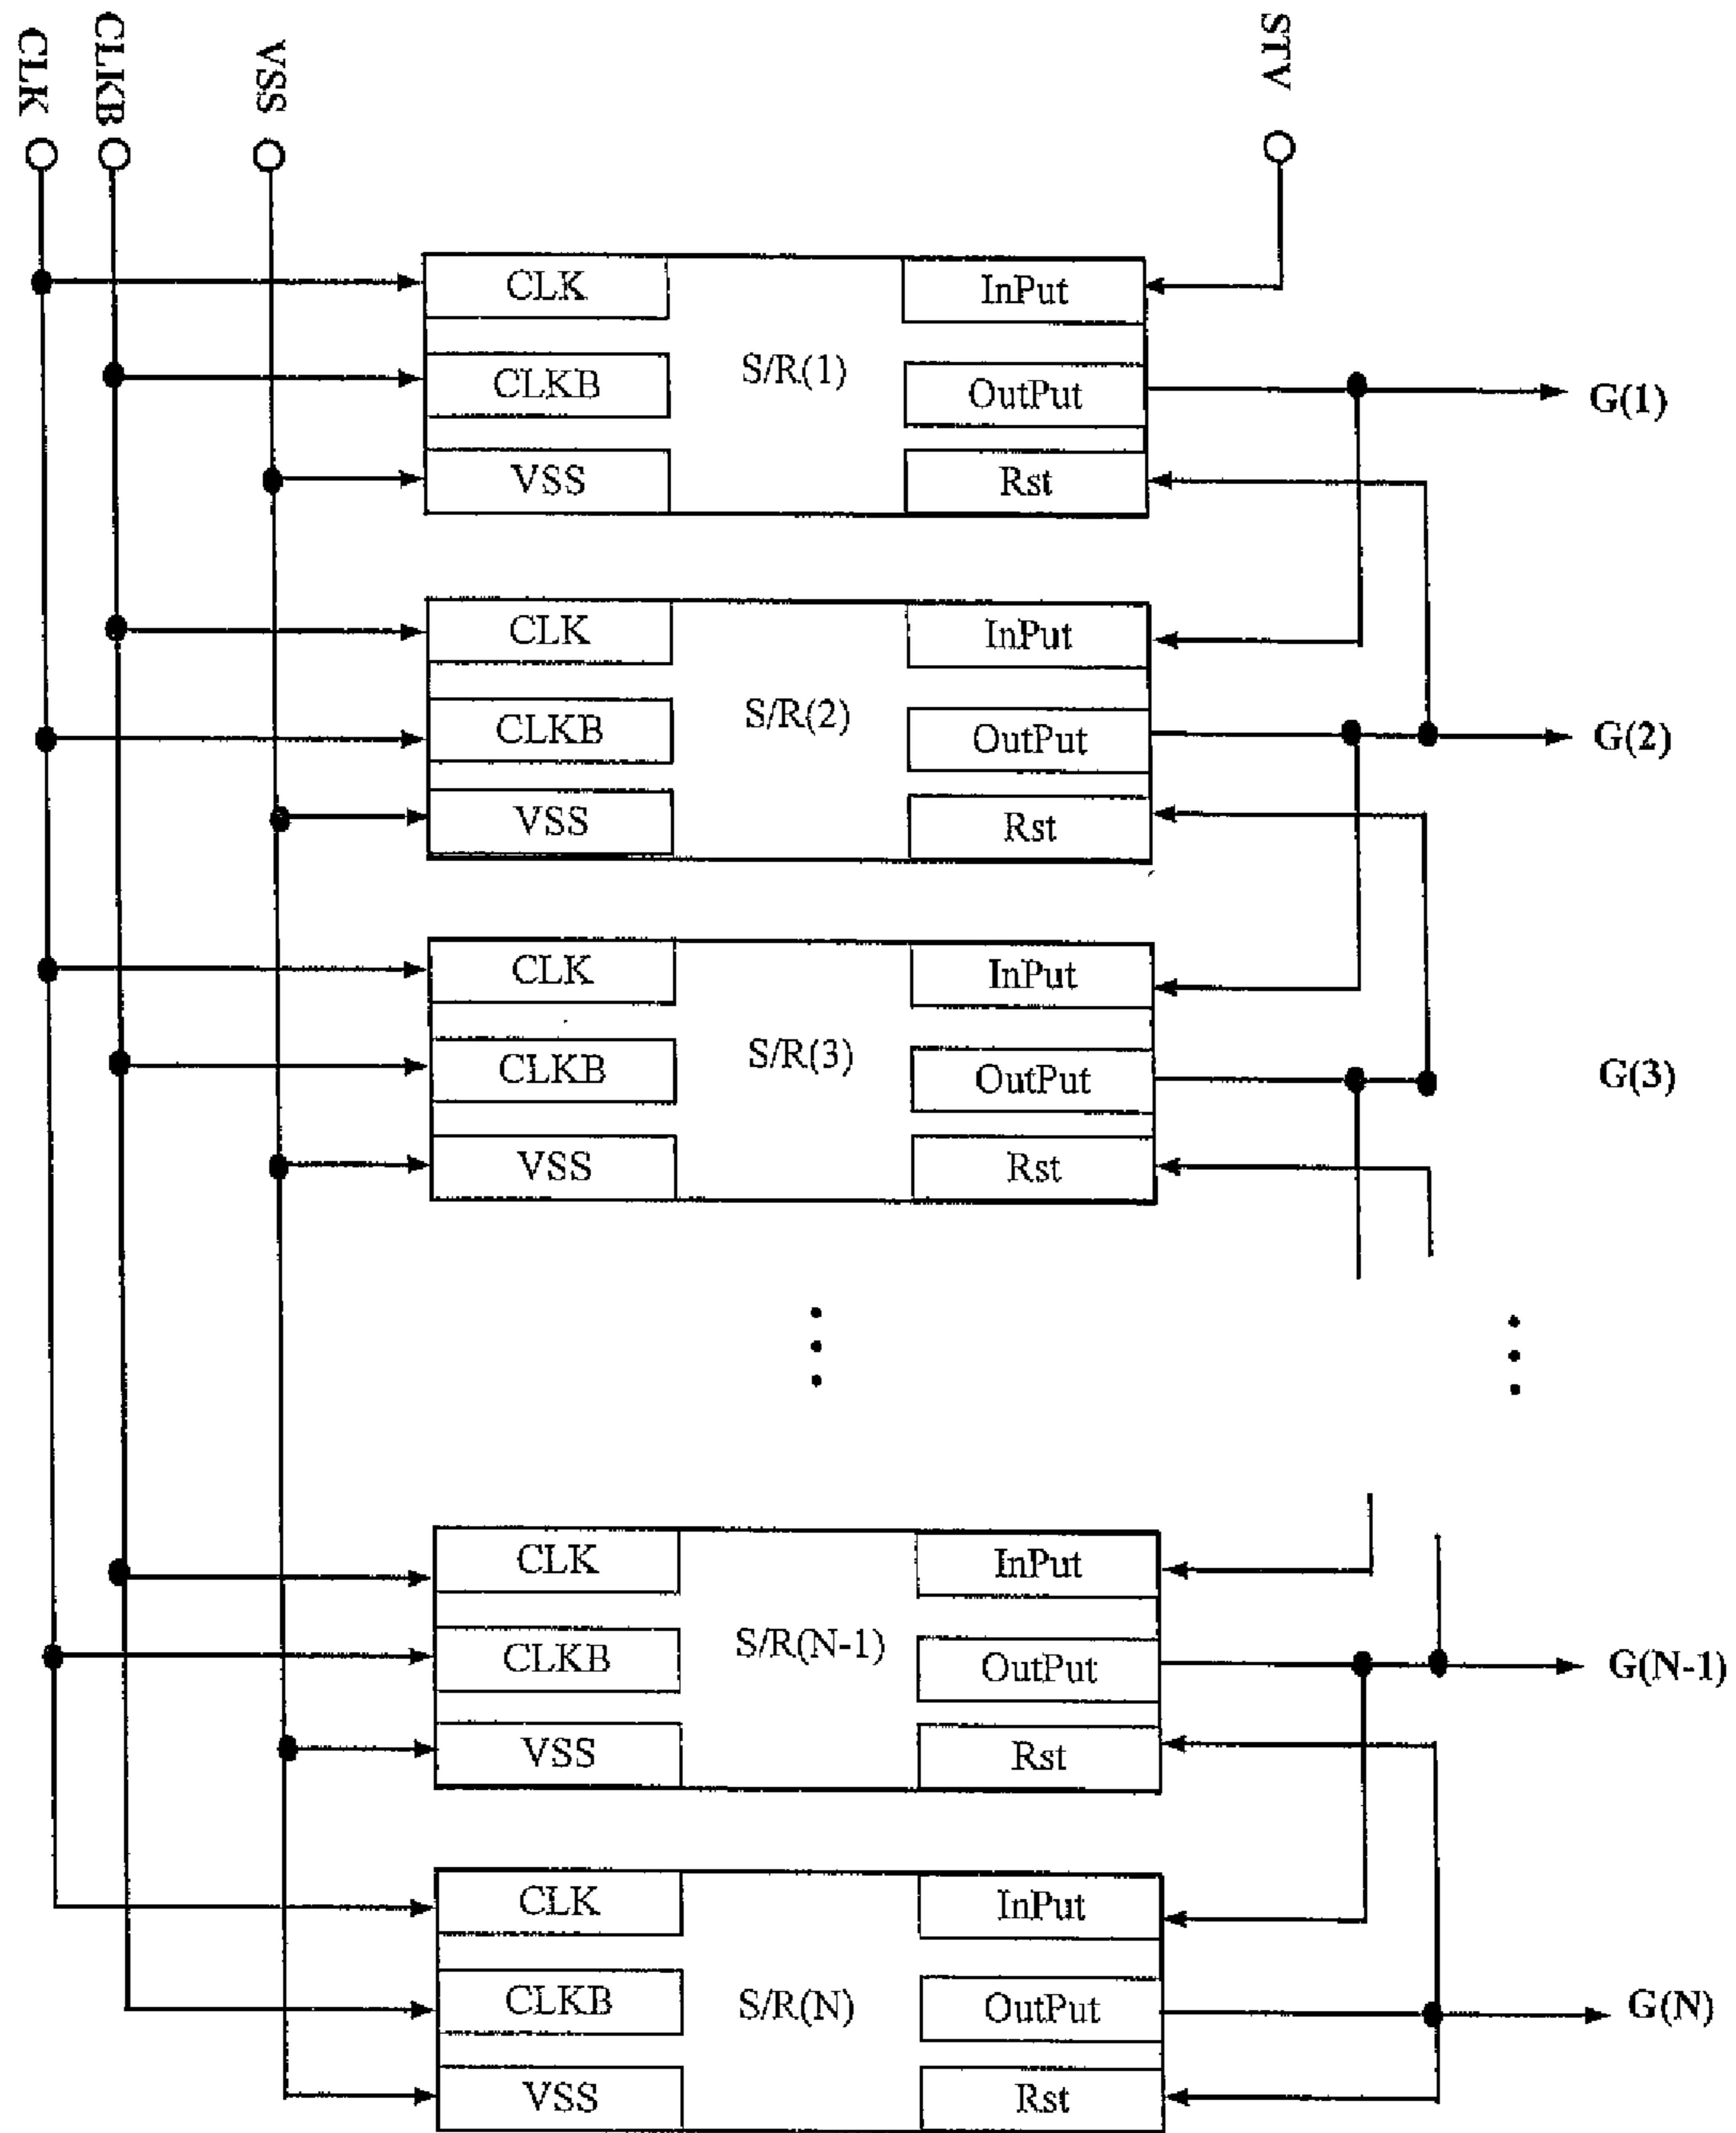 CLK
CLKB
VSS
STV
CLK
InPut
S/R(1)
CLKB
OutPut
G(1)
VSS
Rst
CLK
InPut
S/R(2)
CLKB
OutPut
G(2)
VSS
Rst
CLK
InPut
S/R(3)
CLKB
OutPut
G(3)
VSS
Rst
CLK
InPut
S/R(N-1)
CLKB
OutPut
G(N-1)
VSS
Rst
CLK
InPut
S/R(N)
CLKB
OutPut
G(N)
VSS
Rst